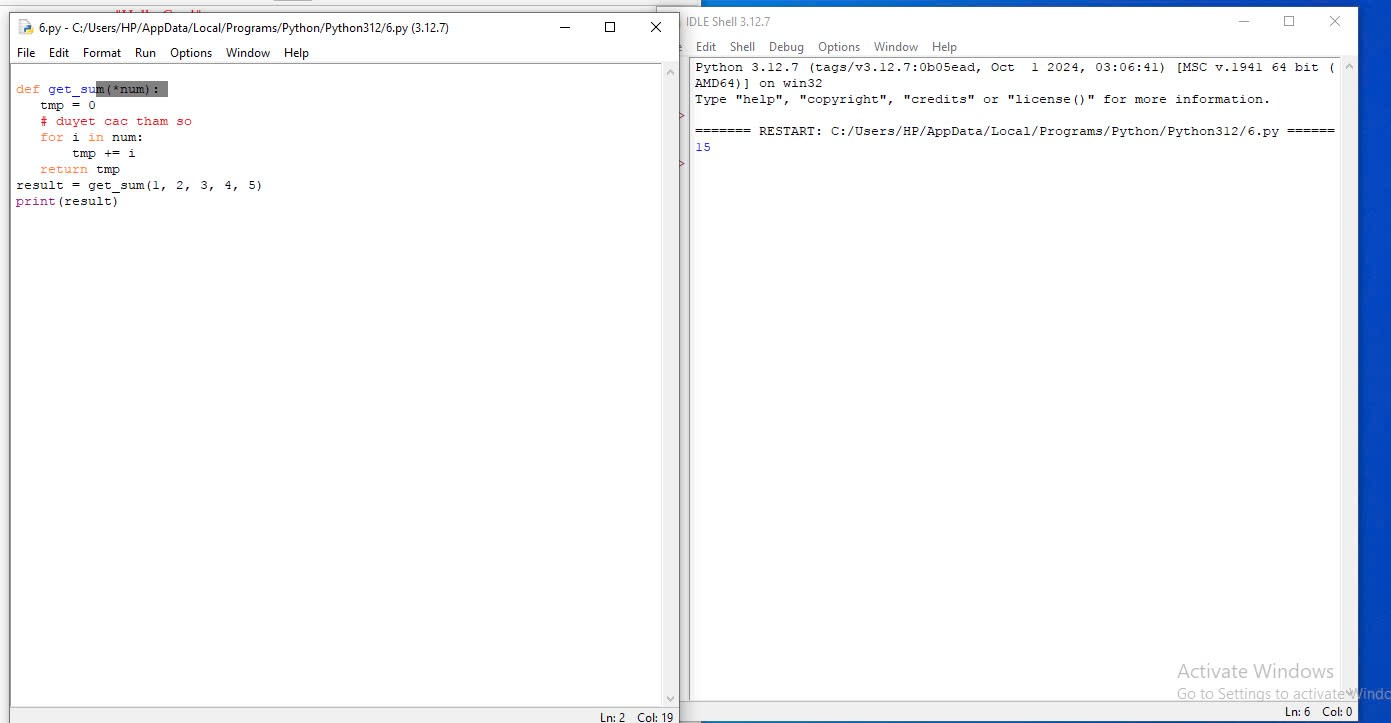 6.py - C:/Users/HP/AppData/Local/Programs/Python/Python312/6.py (3.12.7)
File Edit Format Run Options Window Help
def get_sum(*num):
tmp = 0
# duyet cac tham so
for i in num:
tmp += i
return tmp
result = get_sum(1, 2, 3, 4, 5)
print(result)
Ln: 2 Col: 19
IDLE Shell 3.12.7
Edit Shell Debug Options Window Help
Python 3.12.7 (tags/v3.12.7:0b05ead, Oct 1 2024, 03:06:41) [MSC v.1941 64 bit (
AMD64)] on win32
Type "help", "copyright", "credits" or "license()" for more information.
======= RESTART: C:/Users/HP/AppData/Local/Programs/Python/Python312/6.py ======
15
Activate Windows
Go to Settings to activate Windo
Ln: 6 Col: 0